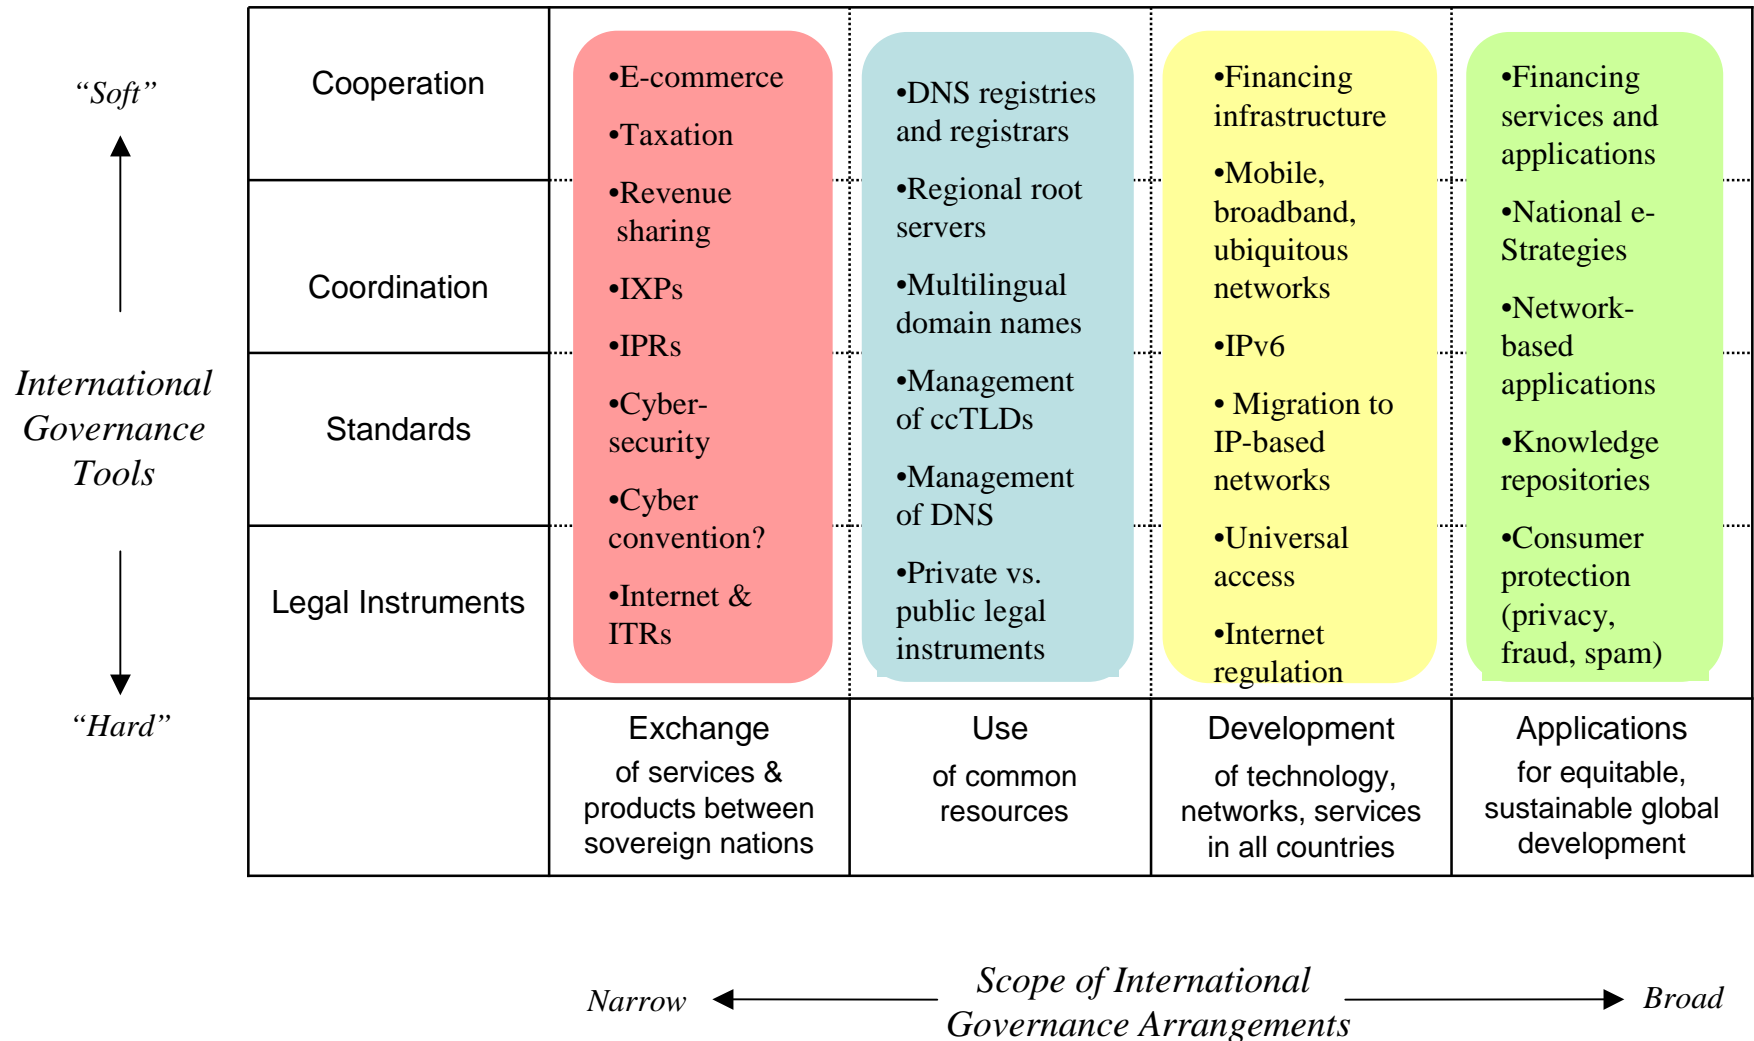 “Soft”
International
Governance
Tools
“Hard”
Cooperation
Coordination
Standards
Legal Instruments
•E-commerce
•Taxation
•Revenue
sharing
•IXPs
•IPRs
•Cyber-
security
•Cyber
convention?
•Internet &
ITRs
•DNS registries
and registrars
•Regional root
servers
•Multilingual
domain names
•Management
of ccTLDs
•Management
of DNS
•Private vs.
public legal
instruments
•Financing
infrastructure
•Mobile,
broadband,
ubiquitous
networks
•IPv6
• Migration to
IP-based
networks
•Universal
access
•Internet
regulation
•Financing
services and
applications
•National e-
Strategies
•Network-
based
applications
•Knowledge
repositories
•Consumer
protection
(privacy,
fraud, spam)
Exchange
of services &
products between
sovereign nations
Use
of common
resources
Development
of technology,
networks, services
in all countries
Applications
for equitable,
sustainable global
development
Narrow
Scope of International
Governance Arrangements
Broad